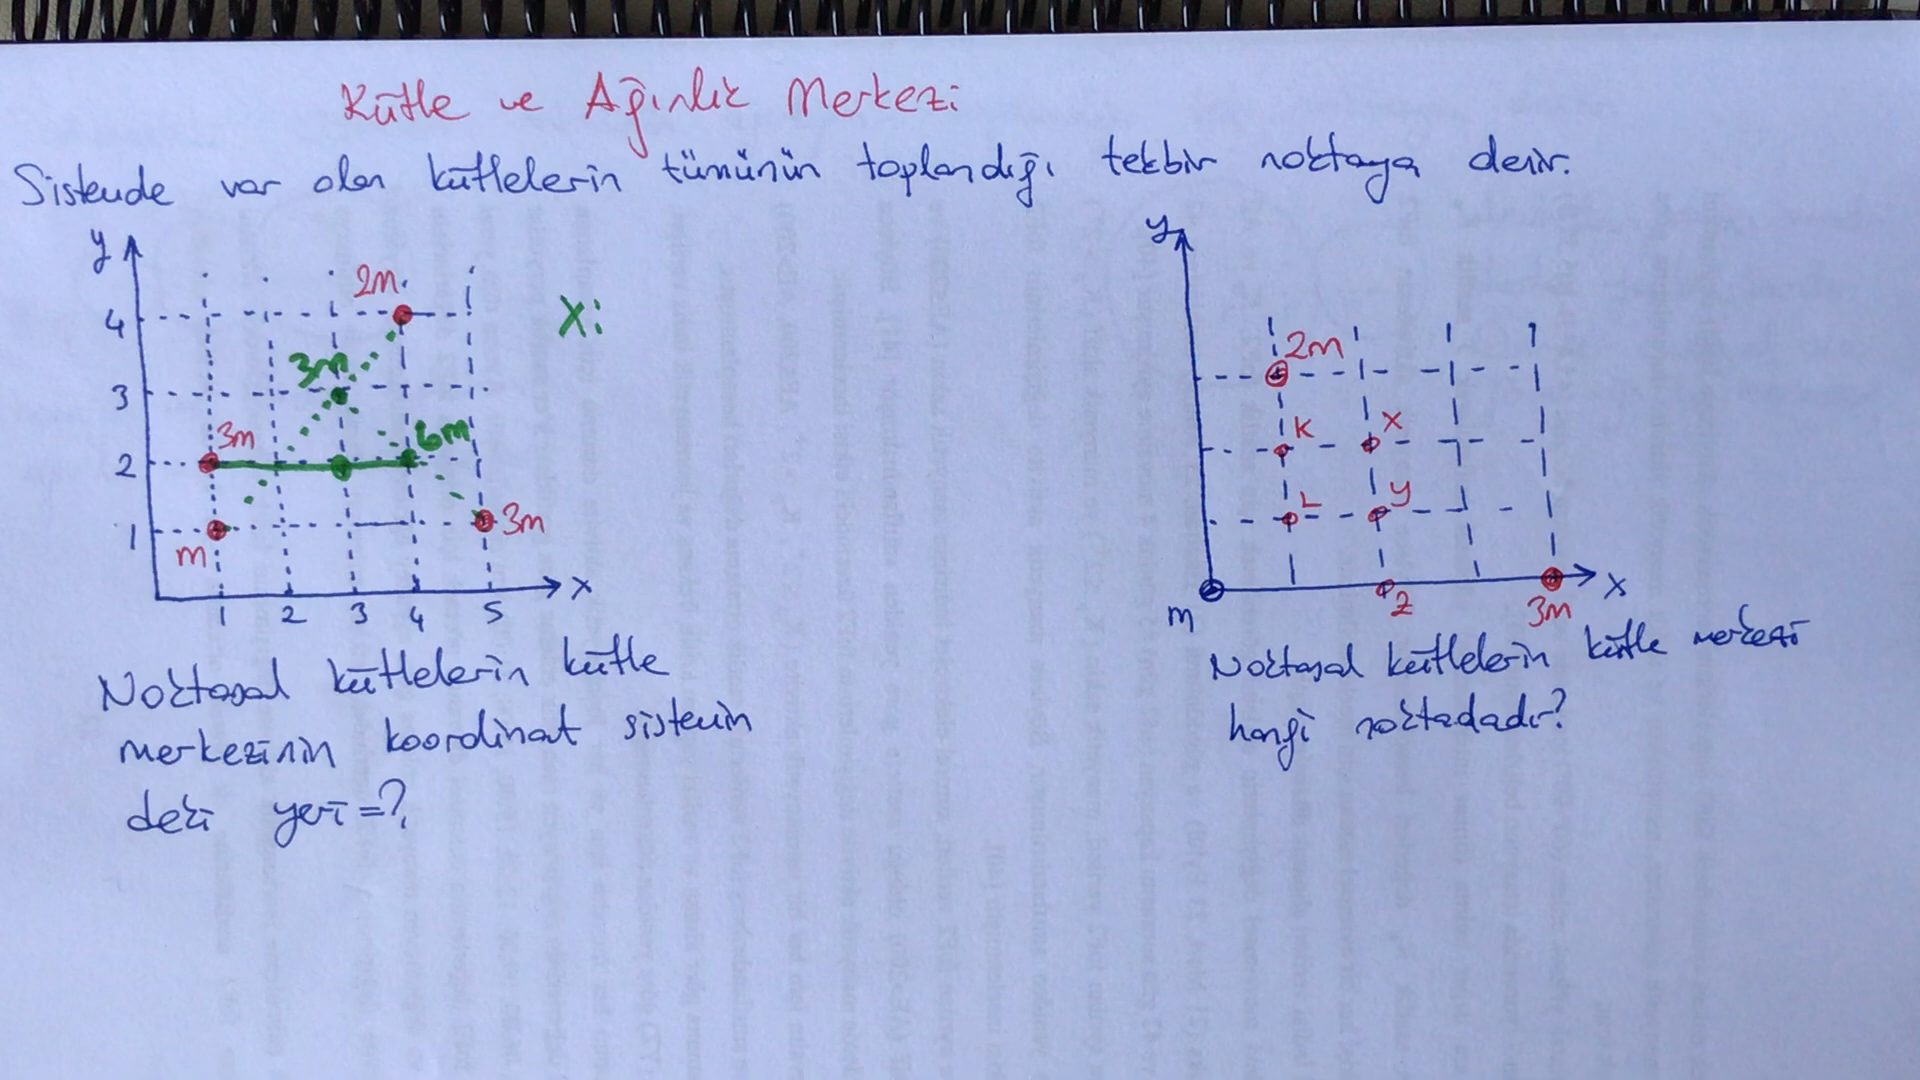 Kütle ve Ağırlık Merkezi
Sistemde var olan kütlelerin tümünün toplandığı tekbir noktaya denir.
y
4
3
2
1
2m
3m
3m
6m
m
3m
1 2 3 4 5
x
X:
Noktasal kütlelerin kütle
merkezinin koordinat sistemin
deki yeri=?
y
2m
K
X
L
y
m
z
3m
x
Noktasal kütlelerin kütle merkezi
hangi noktadadır?